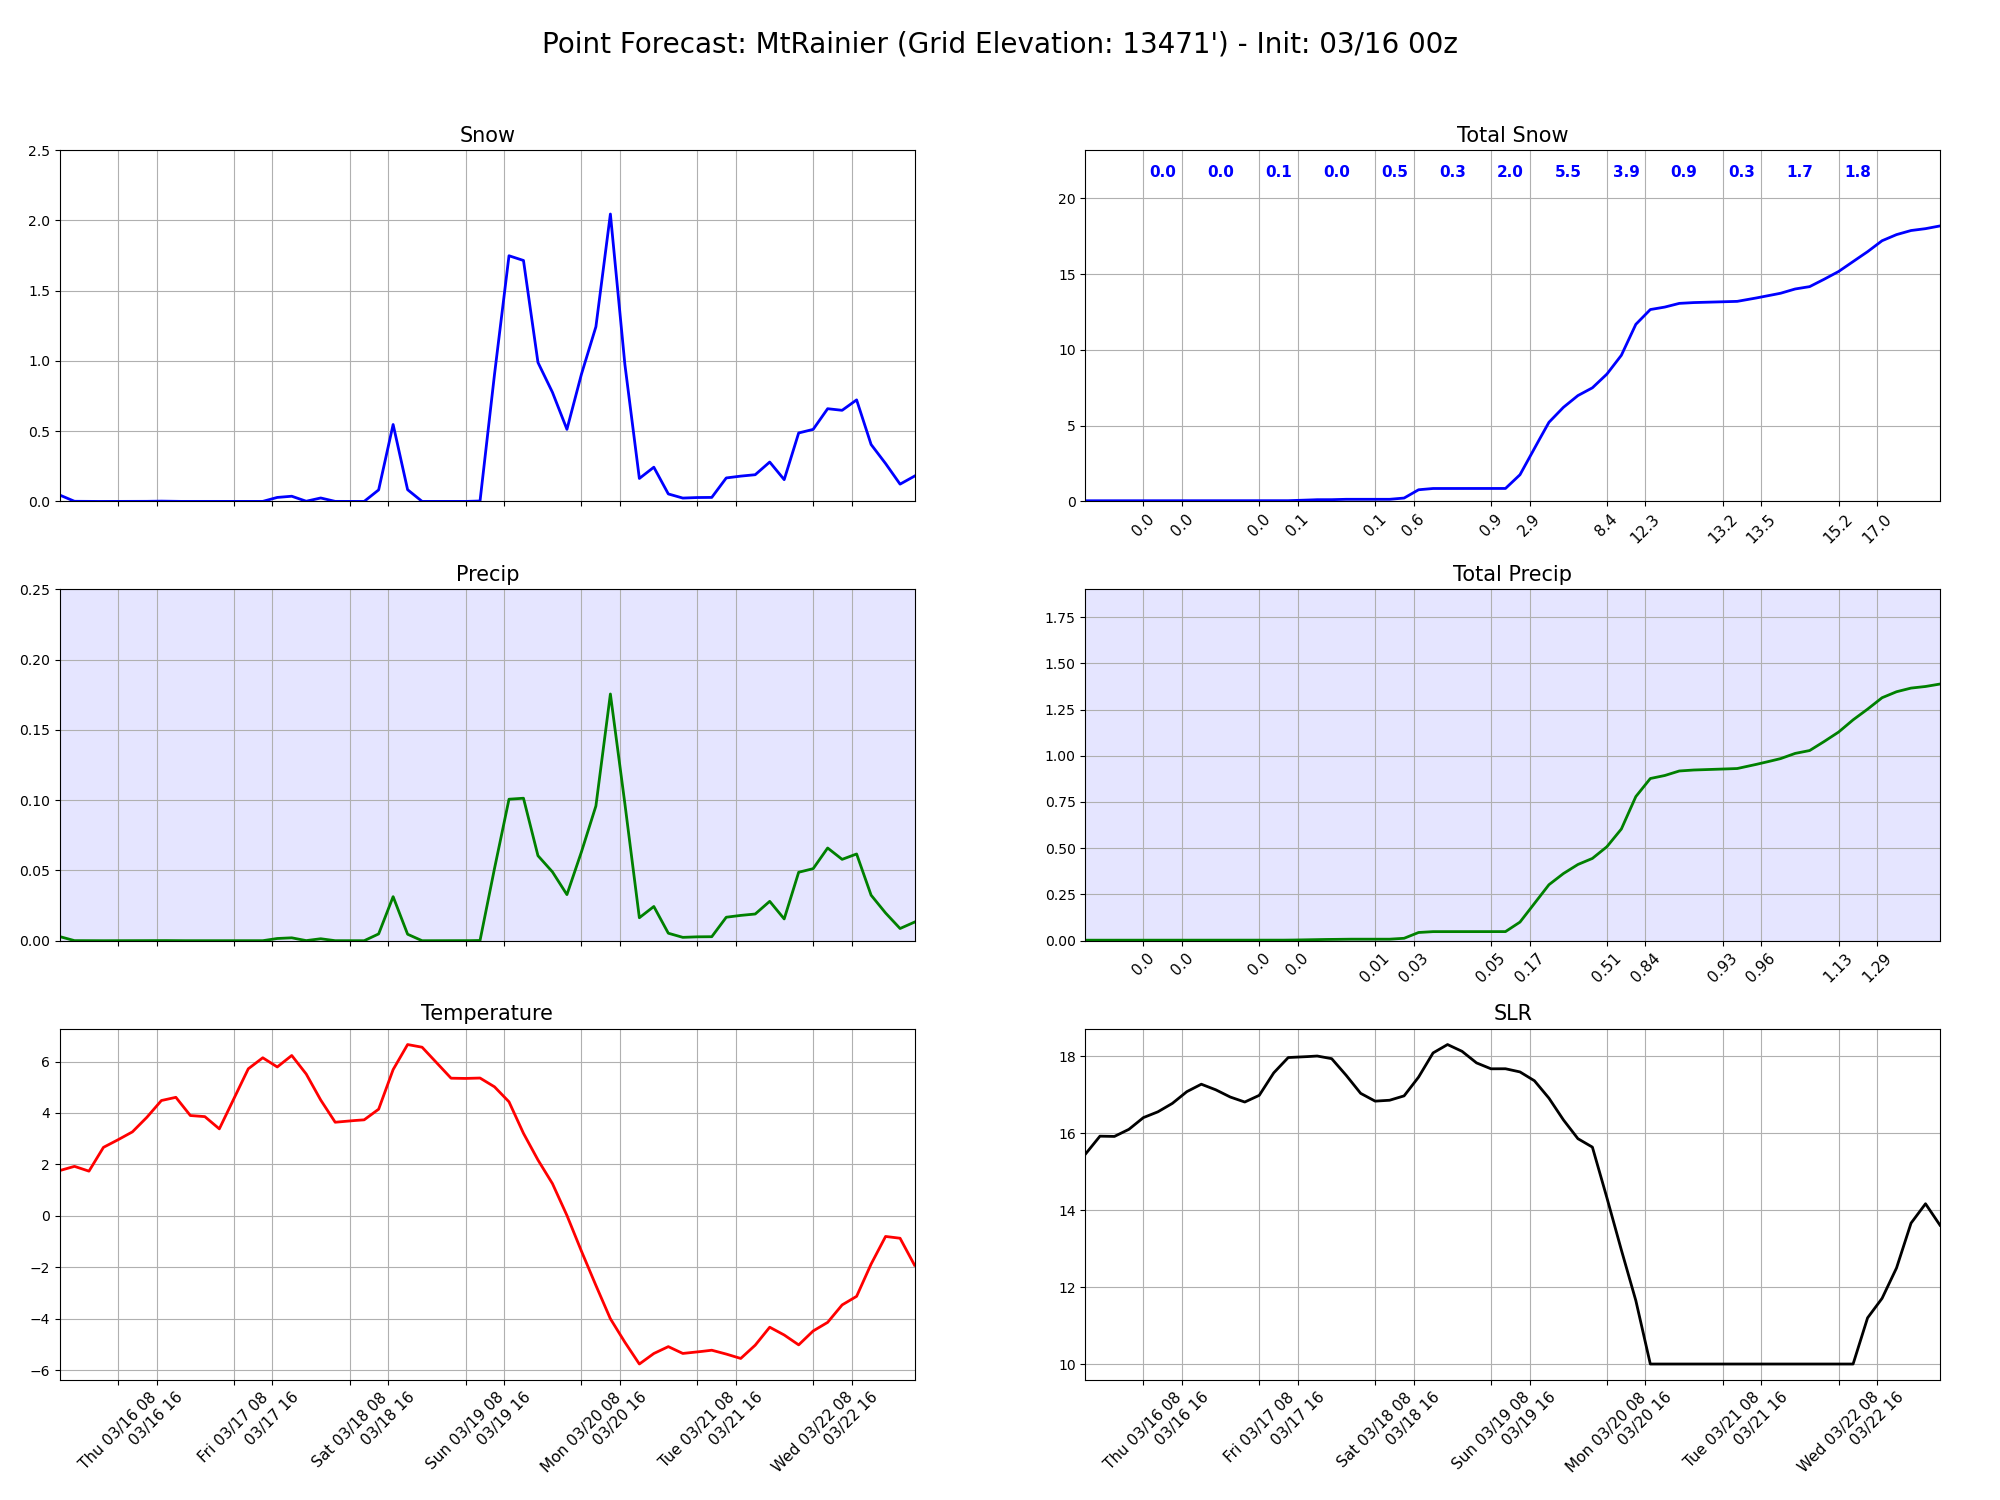 Point Forecast: MtRainier (Grid Elevation: 13471') - Init: 03/16 00z
Snow
2.5
2.0
1.5
1.0
0.5
0.0
Total Snow
0.0 0.0 0.1 0.0 0.5 0.3 2.0 5.5 3.9 0.9 0.3 1.7 1.8
20
15
10
5
0
0.0 0.0 0.0 0.1 0.1 0.6 0.9 2.9 8.4 12.3 13.2 13.5 15.2 17.0
Precip
0.25
0.20
0.15
0.10
0.05
0.00
Total Precip
1.75
1.50
1.25
1.00
0.75
0.50
0.25
0.00
0.0 0.0 0.0 0.0 0.01 0.03 0.05 0.17 0.51 0.84 0.93 0.96 1.13 1.29
Temperature
6
4
2
0
−2
−4
−6
Thu 03/16 08
03/16 16
Fri 03/17 08
03/17 16
Sat 03/18 08
03/18 16
Sun 03/19 08
03/19 16
Mon 03/20 08
03/20 16
Tue 03/21 08
03/21 16
Wed 03/22 08
03/22 16
SLR
18
16
14
12
10
Thu 03/16 08
03/16 16
Fri 03/17 08
03/17 16
Sat 03/18 08
03/18 16
Sun 03/19 08
03/19 16
Mon 03/20 08
03/20 16
Tue 03/21 08
03/21 16
Wed 03/22 08
03/22 16